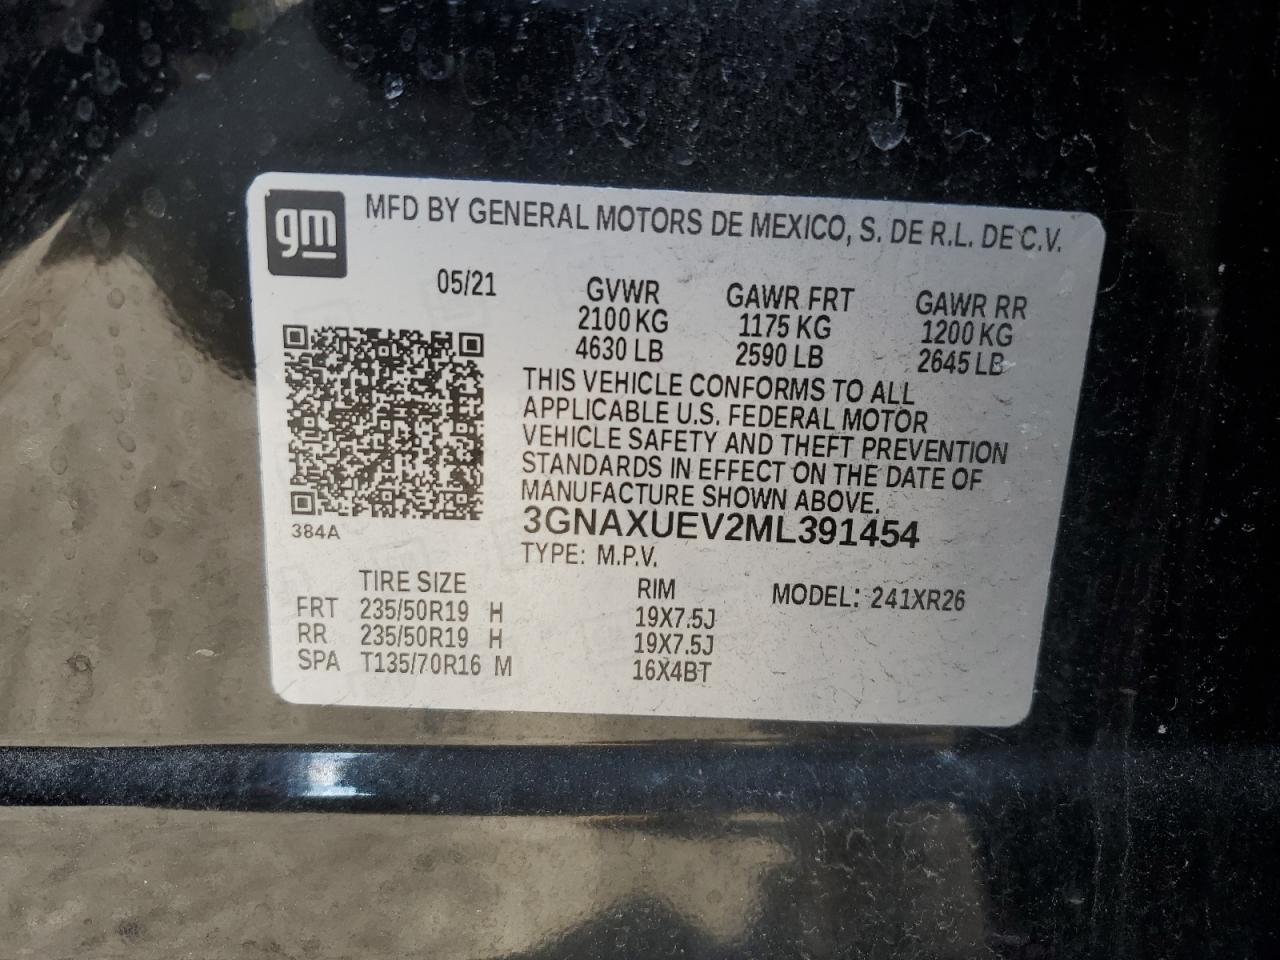 gm
MFD BY GENERAL MOTORS DE MEXICO, S. DE R.L. DE C.V.
05/21 GVWR GAWR FRT GAWR RR
2100 KG 1175 KG 1200 KG
4630 LB 2590 LB 2645 LB
THIS VEHICLE CONFORMS TO ALL
APPLICABLE U.S. FEDERAL MOTOR
VEHICLE SAFETY AND THEFT PREVENTION
STANDARDS IN EFFECT ON THE DATE OF
MANUFACTURE SHOWN ABOVE.
384A 3GNAXUEV2ML391454
TYPE: M.P.V.
TIRE SIZE RIM MODEL: 241XR26
FRT 235/50R19 H 19X7.5J
RR 235/50R19 H 19X7.5J
SPA T135/70R16 M 16X4BT